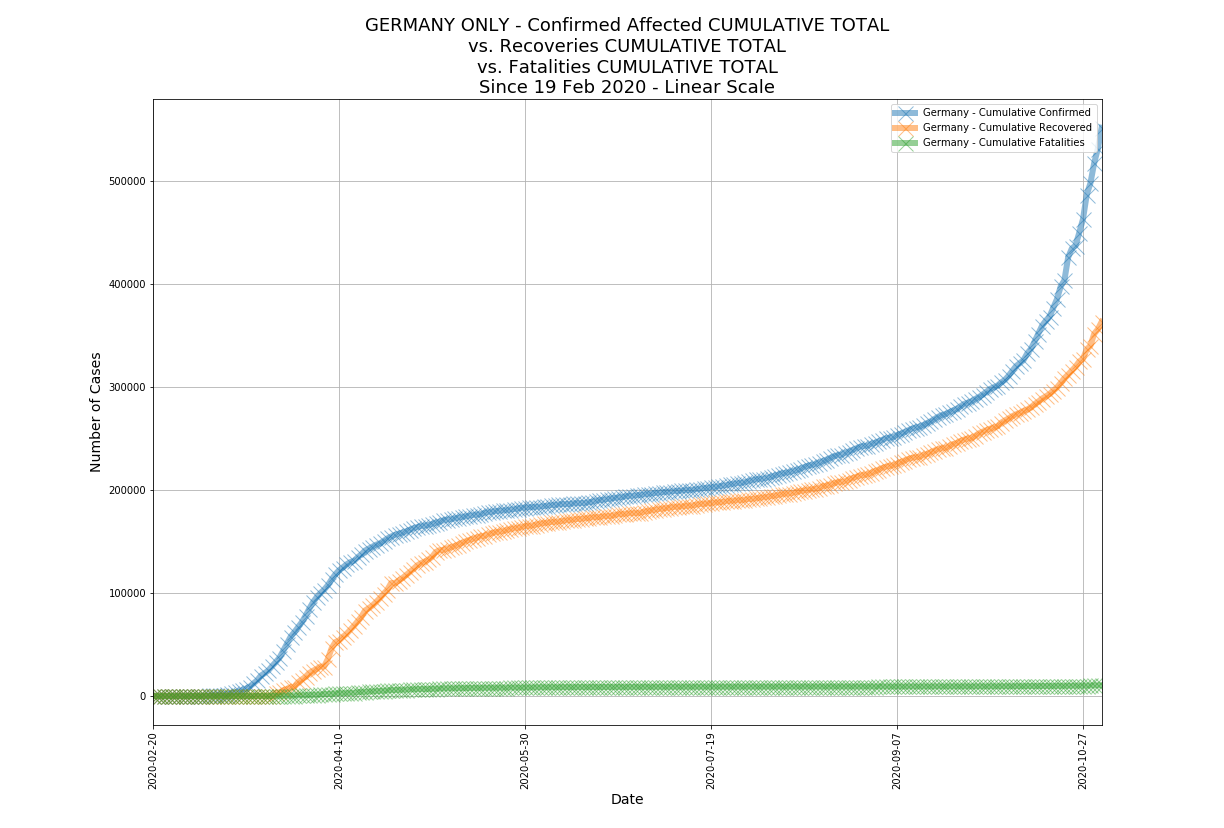 GERMANY ONLY - Confirmed Affected CUMULATIVE TOTAL
vs. Recoveries CUMULATIVE TOTAL
vs. Fatalities CUMULATIVE TOTAL
Since 19 Feb 2020 - Linear Scale
Germany - Cumulative Confirmed
Germany - Cumulative Recovered
Germany - Cumulative Fatalities
Number of Cases
500000
400000
300000
200000
100000
0
2020-02-20
2020-04-10
2020-05-30
2020-07-19
2020-09-07
2020-10-27
Date